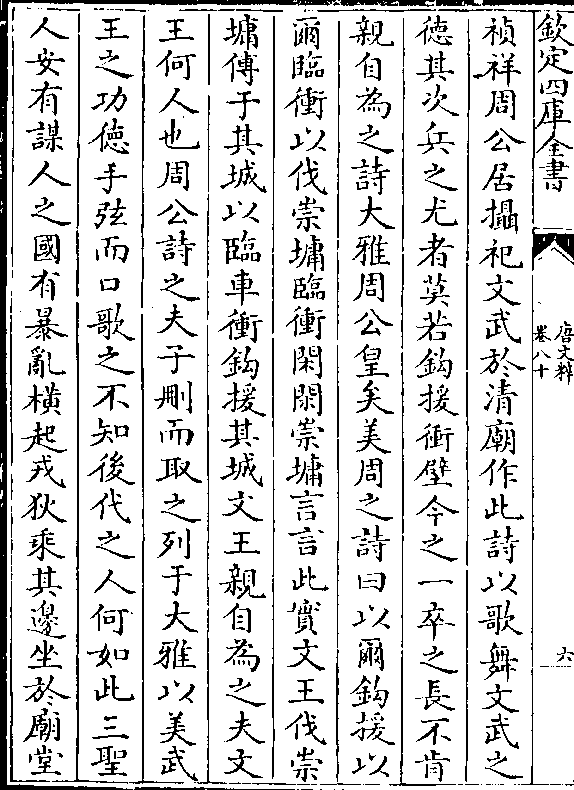 欽定四庫全書
唐文粹
卷八十
六
禎祥周公居攝祀文武於清廟作此詩以歌舞文武之
德其次兵之尤者莫若鈎援衝壁今之一卒之長不肯
親自為之詩大雅周公皇矣美周之詩曰以爾鈎援以
爾臨衝以伐崇墉臨衝閑閑崇墉言言此實文王伐崇
墉傅于其城以臨車衝鈎援其城文王親自為之夫文
王何人也周公詩之夫子刪而取之列于大雅以美武
王之功徳手弦而口歌之不知後代之人何如此三聖
人安有謀人之國有暴亂橫起戎狄乘其邊坐於廟堂